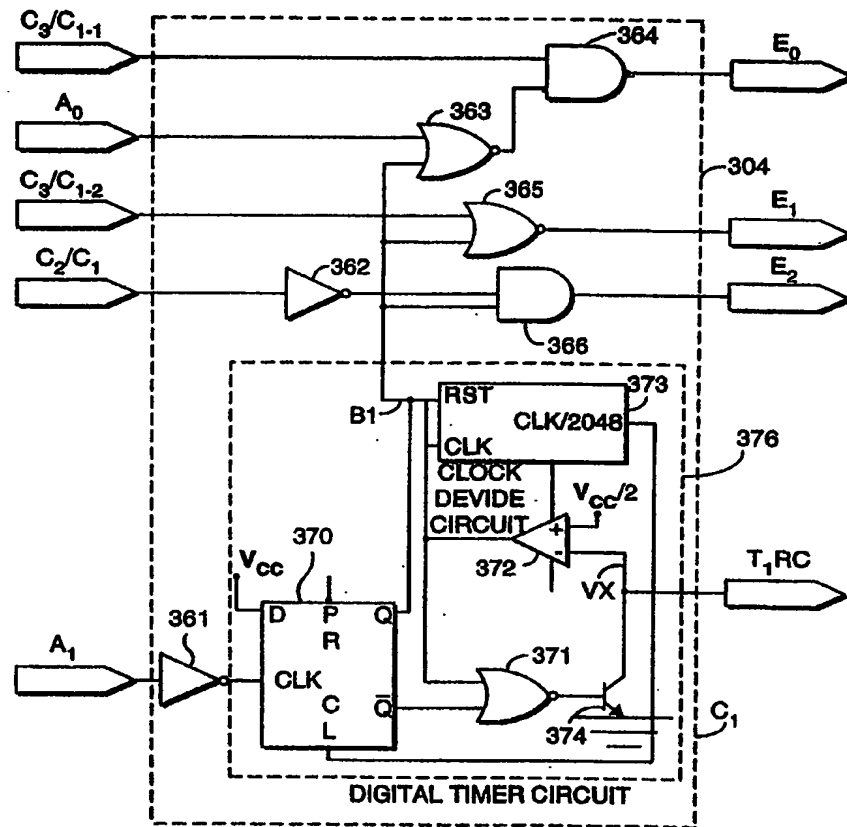 C3/C1-1
364
E0
A0
363
304
C3/C1-2
365
E1
C2/C1
362
E2
366
B1
RST
373
CLK/2048
CLK
376
CLOCK
DEVIDE
CIRCUIT
VCC/2
+
-
372
VCC
370
VX
T1RC
D
P
R
Q
A1
361
371
CLK
C
L
Q̅
374
C1
DIGITAL TIMER CIRCUIT